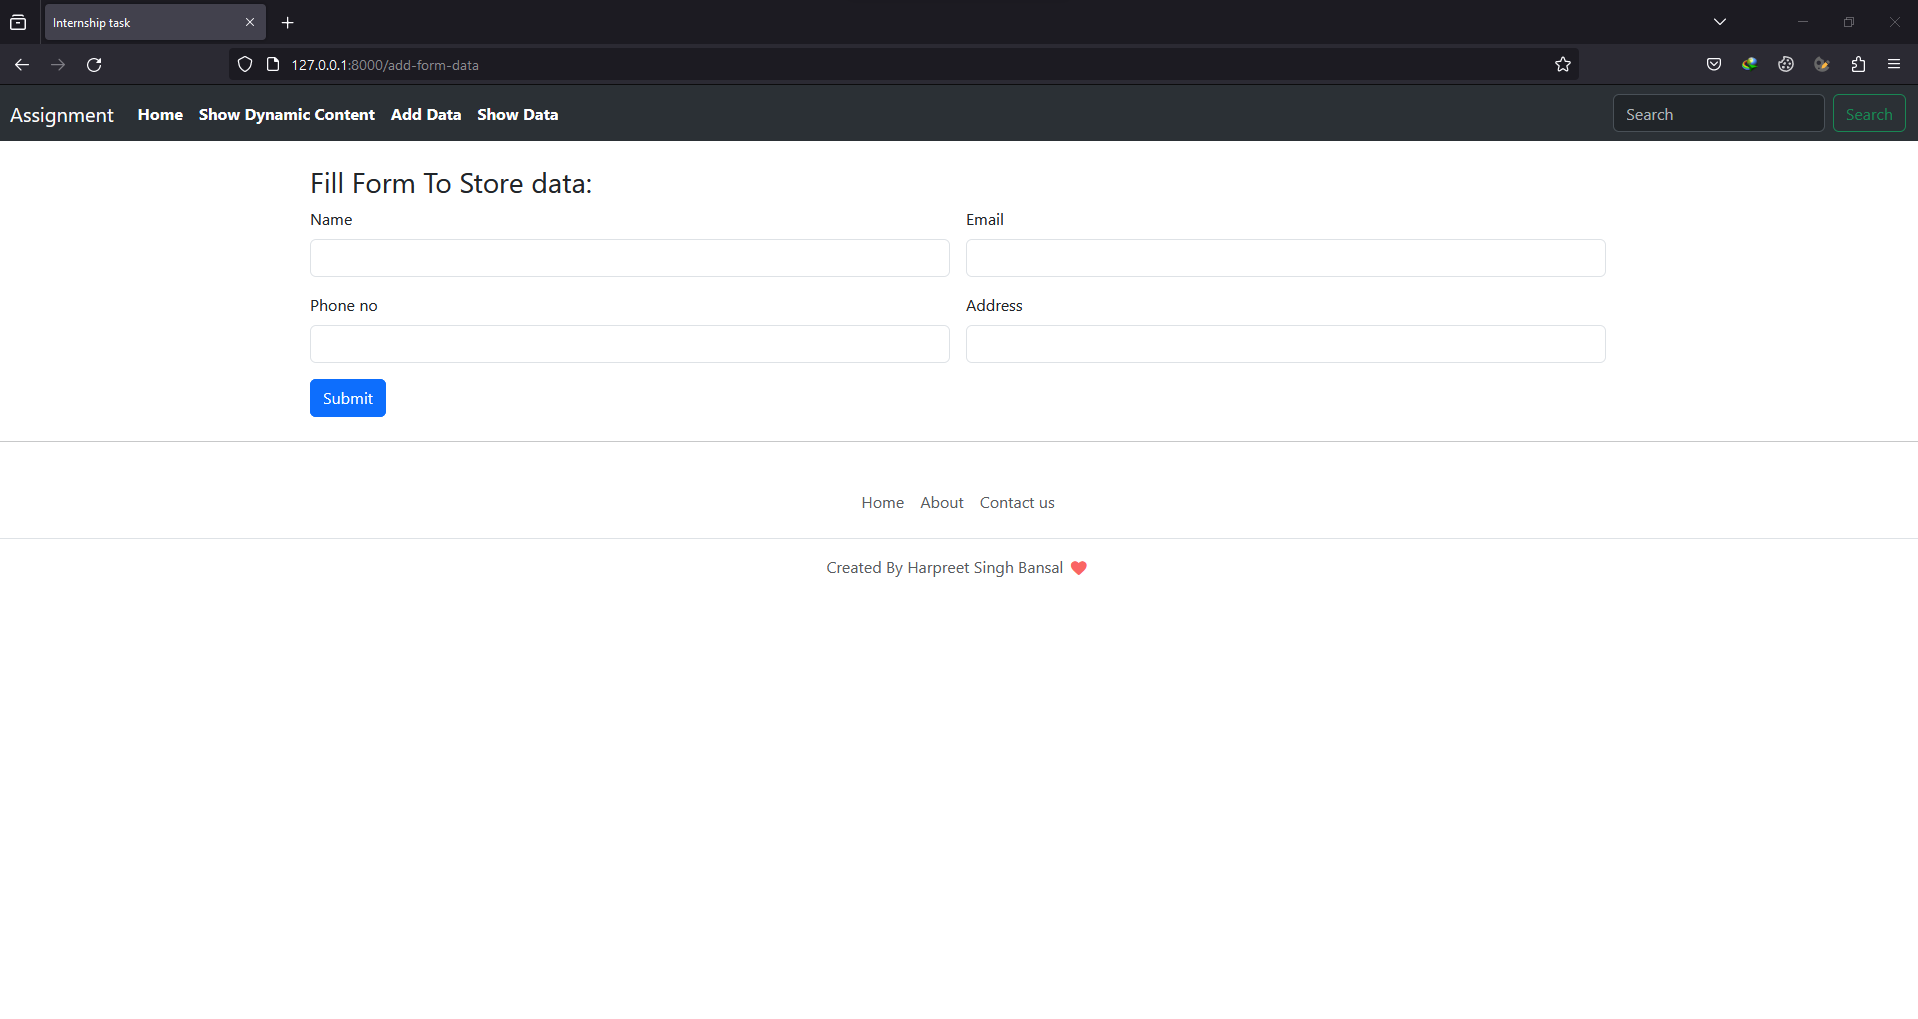 Internship task
127.0.0.1:8000/add-form-data
Assignment Home Show Dynamic Content Add Data Show Data Search Search
Fill Form To Store data:
Name Email
Phone no Address
Submit
Home About Contact us
Created By Harpreet Singh Bansal ❤️